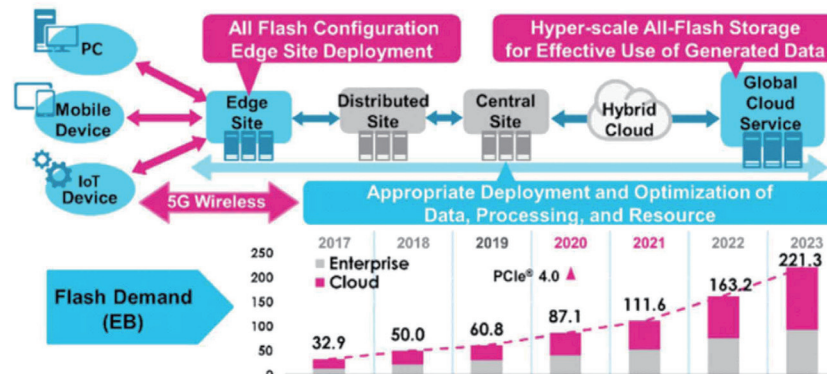 All Flash Configuration
Edge Site Deployment
Hyper-scale All-Flash Storage
for Effective Use of Generated Data
PC
Mobile
Device
IoT
Device
Edge
Site
Distributed
Site
Central
Site
Hybrid
Cloud
Global
Cloud
Service
5G Wireless
Appropriate Deployment and Optimization of
Data, Processing, and Resource
Flash Demand
(EB)
2017 2018 2019 2020 2021 2022 2023
250
200
150
100
50
0
Enterprise
Cloud
PCIe® 4.0
32.9 50.0 60.8 87.1 111.6 163.2 221.3